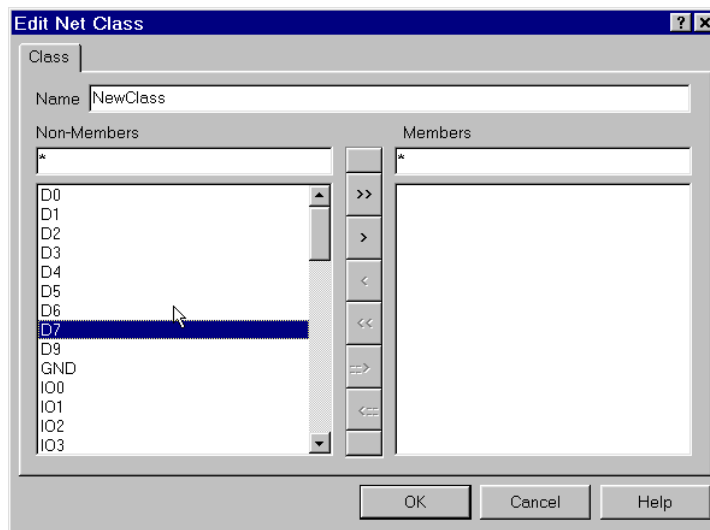 Edit Net Class
?
Class
Name NewClass
Non-Members
Members
*
*
D0
D1
D2
D3
D4
D5
D6
D7
D9
GND
IO0
IO1
IO2
IO3
>>
>
<
<<
==>
<==
OK
Cancel
Help